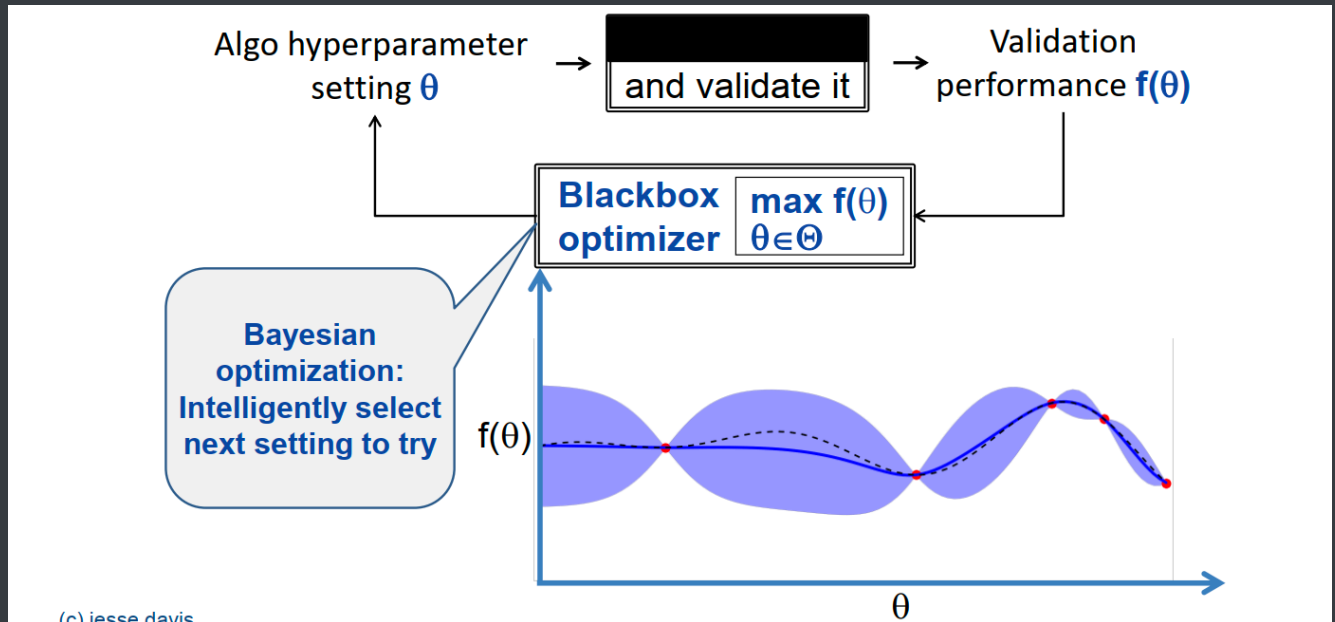 Algo hyperparameter
setting θ
and validate it
Validation
performance f(θ)
Blackbox
optimizer
max f(θ)
θ∈Θ
Bayesian
optimization:
Intelligently select
next setting to try
f(θ)
θ
(c) jesse davis